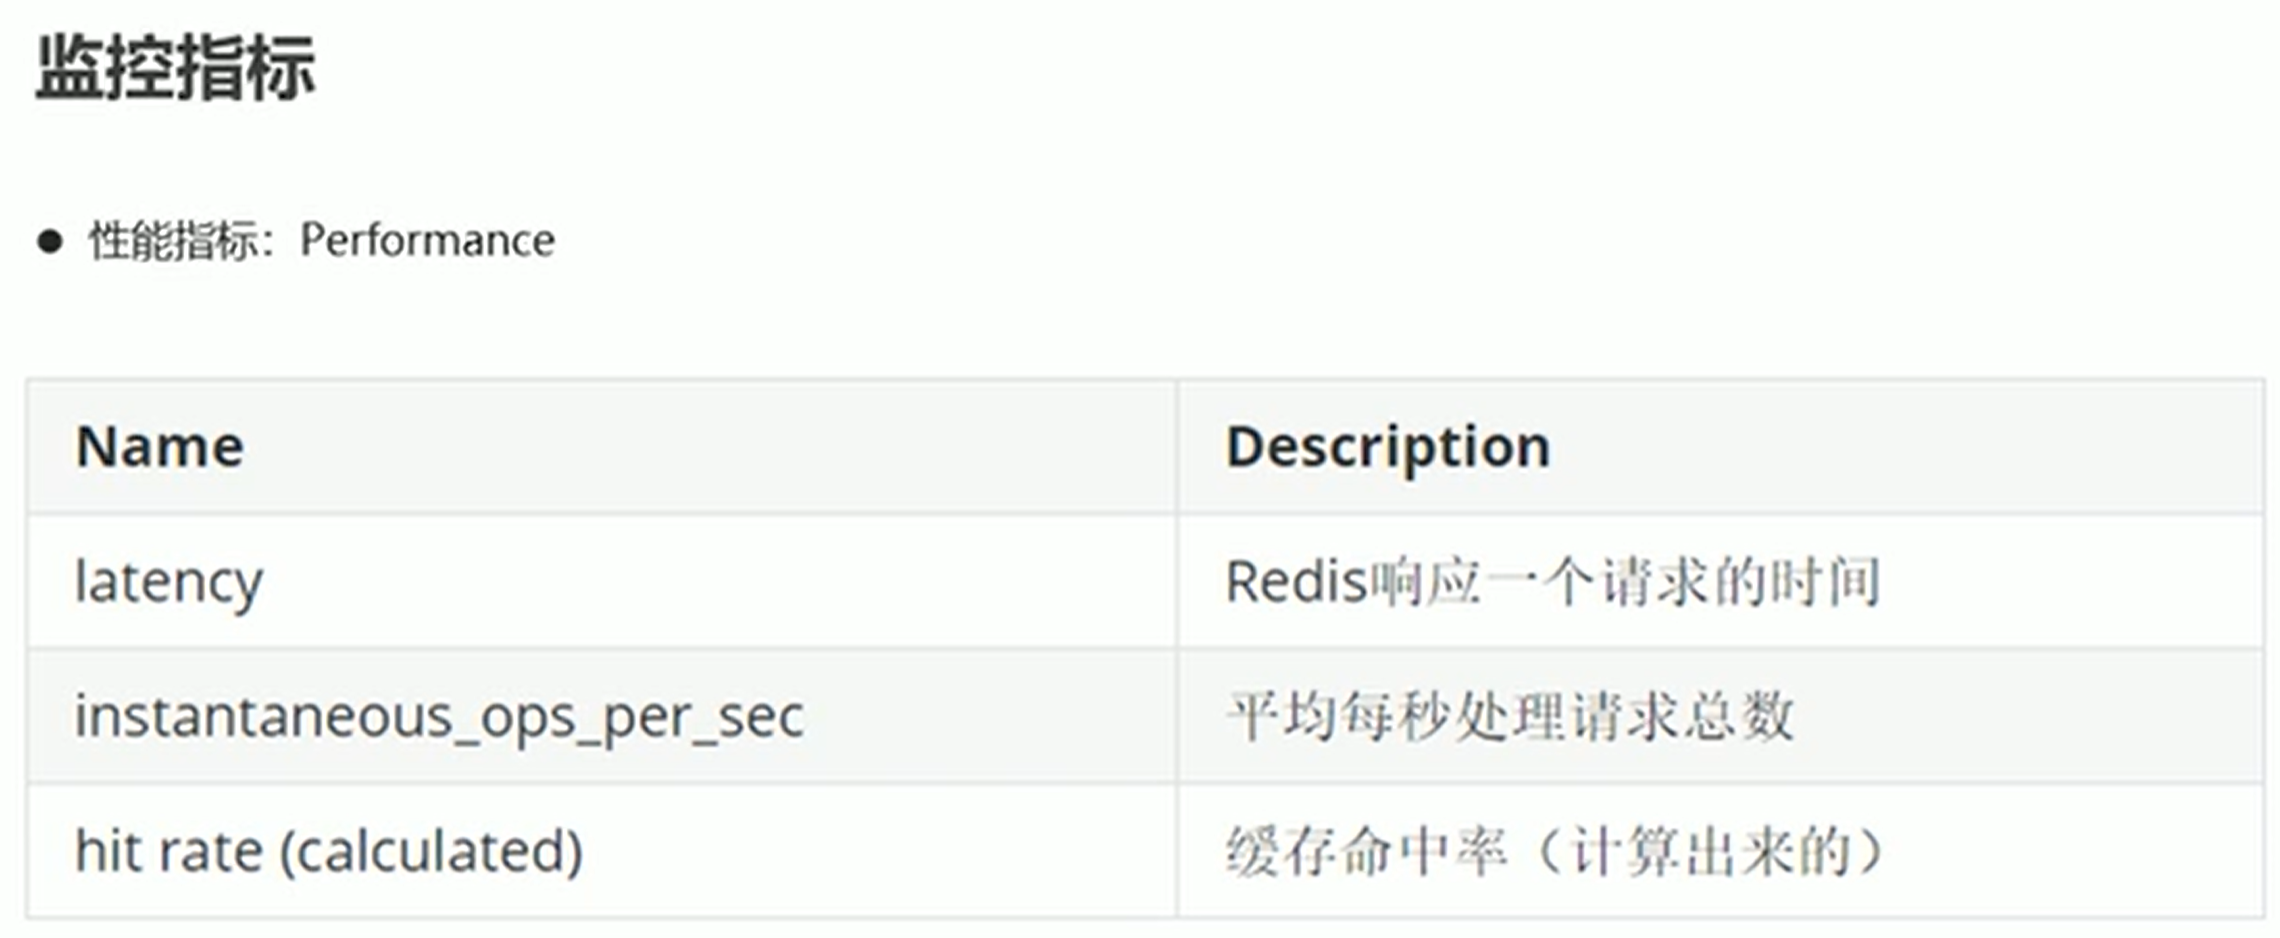 监控指标
● 性能指标：Performance
Name Description
latency Redis响应一个请求的时间
instantaneous_ops_per_sec 平均每秒处理请求总数
hit rate (calculated) 缓存命中率（计算出来的）